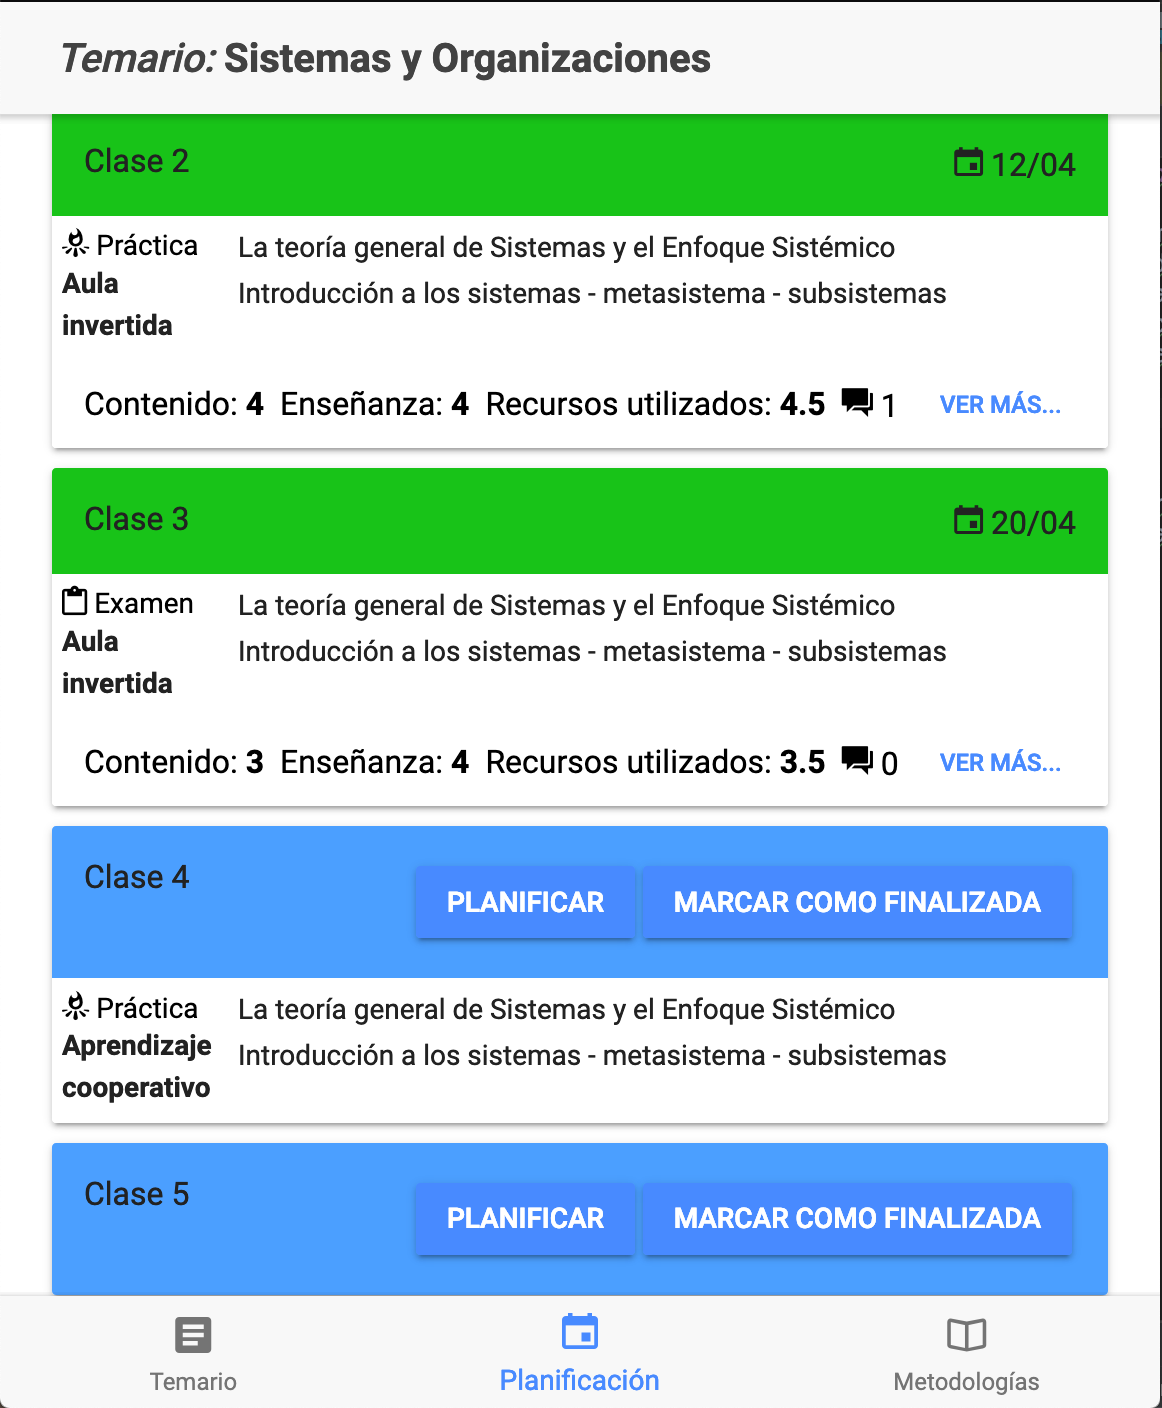 Temario: Sistemas y Organizaciones
Clase 2
12/04
Práctica
Aula
invertida
La teoría general de Sistemas y el Enfoque Sistémico
Introducción a los sistemas - metasistema - subsistemas
Contenido: 4 Enseñanza: 4 Recursos utilizados: 4.5 1 VER MÁS...
Clase 3
20/04
Examen
Aula
invertida
La teoría general de Sistemas y el Enfoque Sistémico
Introducción a los sistemas - metasistema - subsistemas
Contenido: 3 Enseñanza: 4 Recursos utilizados: 3.5 0 VER MÁS...
Clase 4
PLANIFICAR
MARCAR COMO FINALIZADA
Práctica
Aprendizaje
cooperativo
La teoría general de Sistemas y el Enfoque Sistémico
Introducción a los sistemas - metasistema - subsistemas
Clase 5
PLANIFICAR
MARCAR COMO FINALIZADA
Temario
Planificación
Metodologías